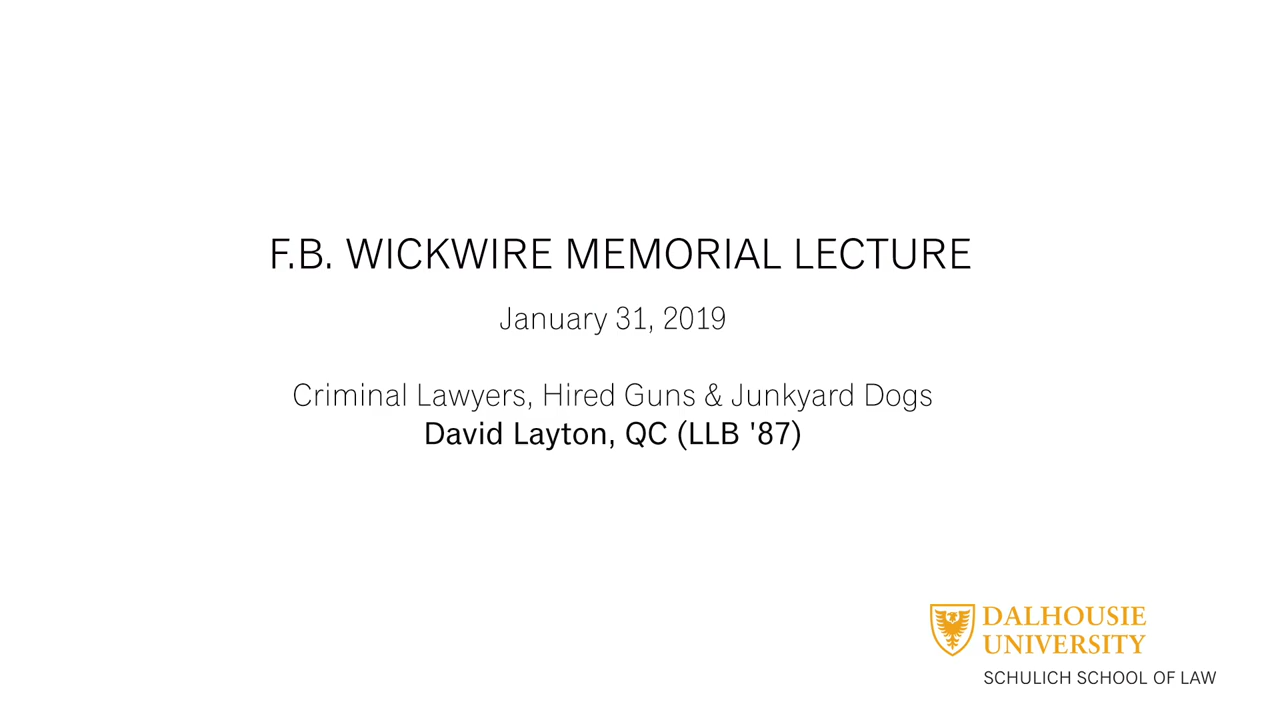 F.B. WICKWIRE MEMORIAL LECTURE
January 31, 2019
Criminal Lawyers, Hired Guns & Junkyard Dogs
David Layton, QC (LLB '87)
DALHOUSIE
UNIVERSITY
SCHULICH SCHOOL OF LAW